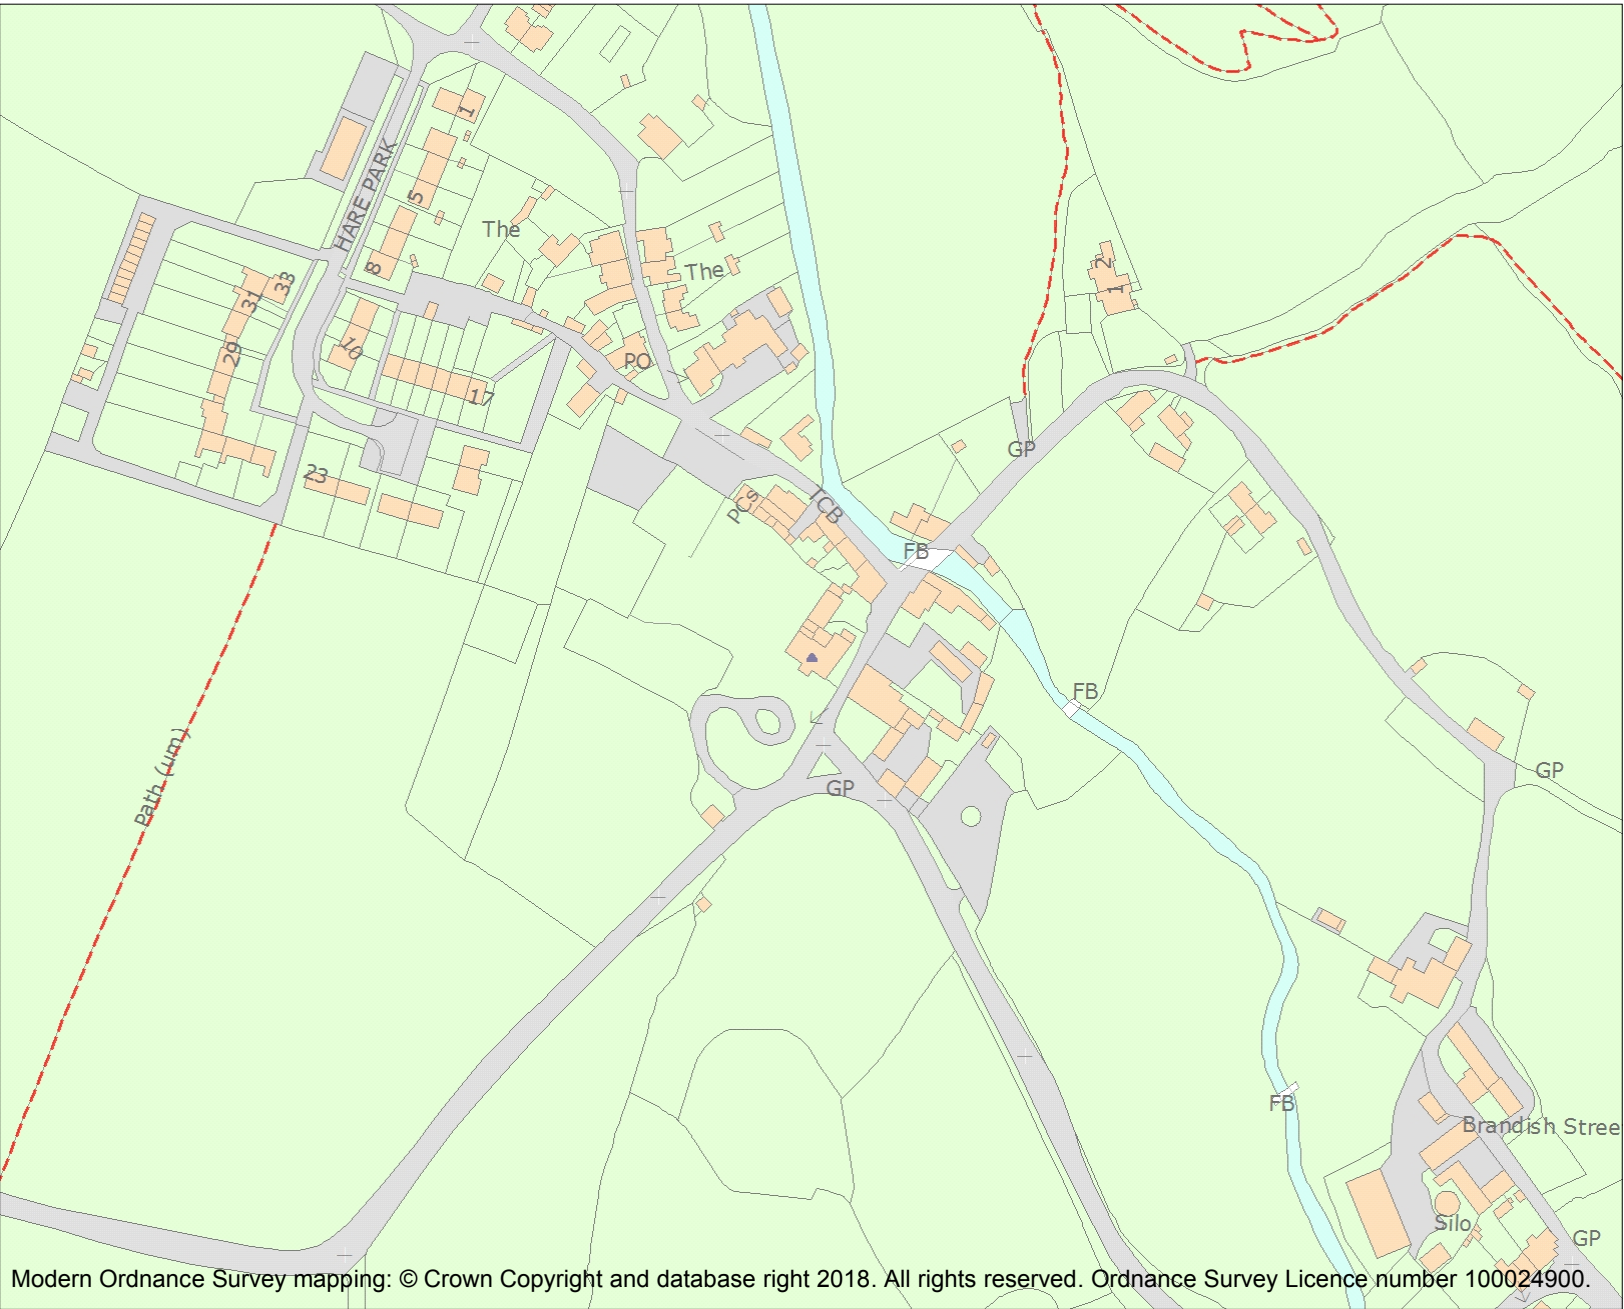 1
HARE PARK
5
The
The
8
33
31
2
1
10
29
PO
17
GP
23
PCs
TCB
FB
FB
Path (um)
GP
GP
FB
Brandish Stree
Silo
GP
Modern Ordnance Survey mapping: © Crown Copyright and database right 2018. All rights reserved. Ordnance Survey Licence number 100024900.